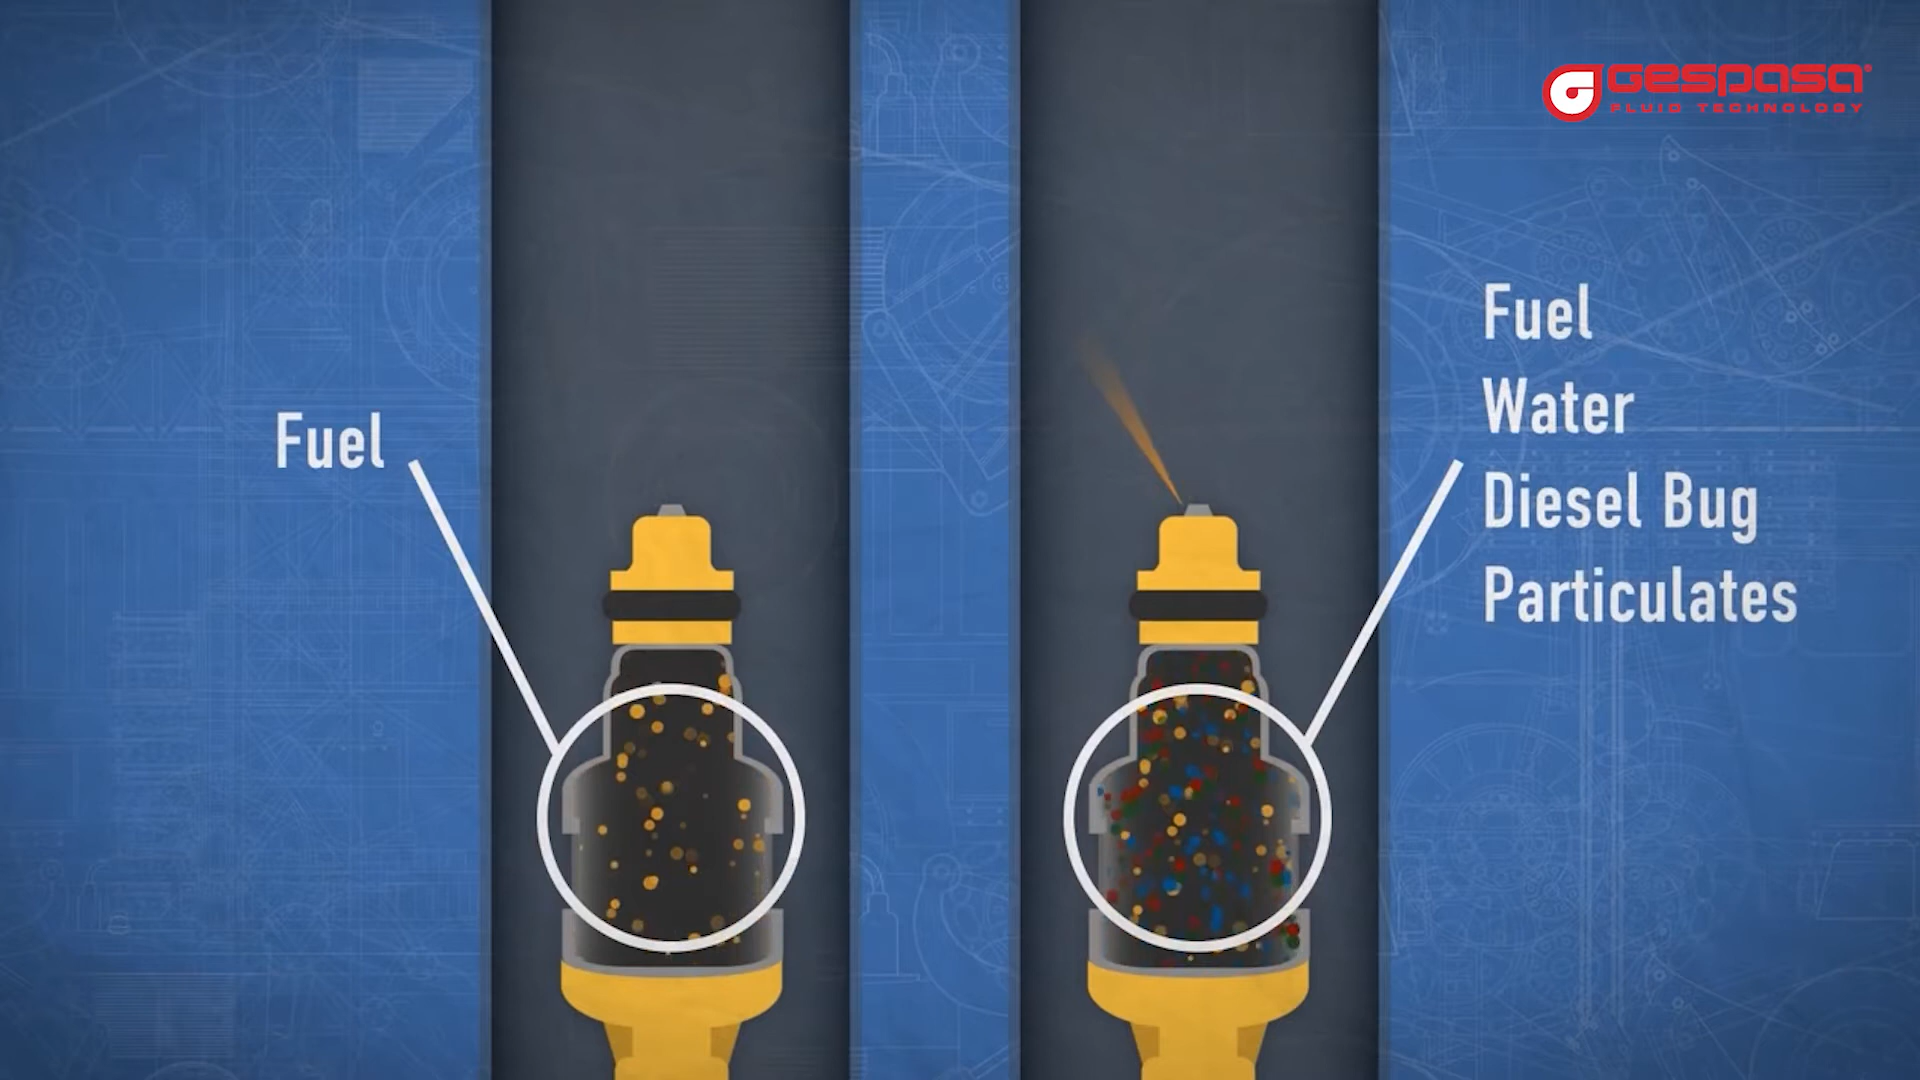 Gespasa
FLUID TECHNOLOGY
Fuel
Fuel
Water
Diesel Bug
Particulates